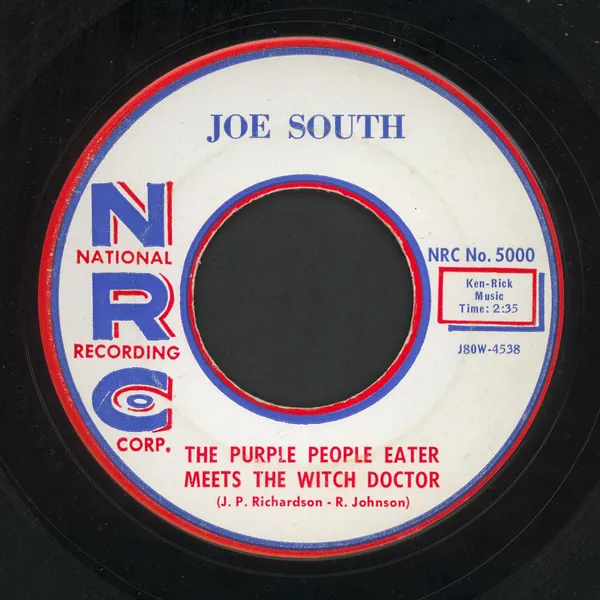 JOE SOUTH
N
NATIONAL
R
RECORDING
CO
CORP.
NRC No. 5000
Ken-Rick
Music
Time: 2:35
J80W-4538
THE PURPLE PEOPLE EATER
MEETS THE WITCH DOCTOR
(J. P. Richardson - R. Johnson)